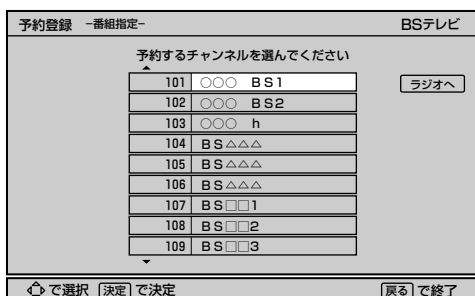 予約登録 －番組指定－ BSテレビ
予約するチャンネルを選んでください
101 ○○○ BS1 ラジオへ
102 ○○○ BS2
103 ○○○ h
104 BS△△△
105 BS△△△
106 BS△△△
107 BS□□1
108 BS□□2
109 BS□□3
で選択 決定 で決定 戻る で終了